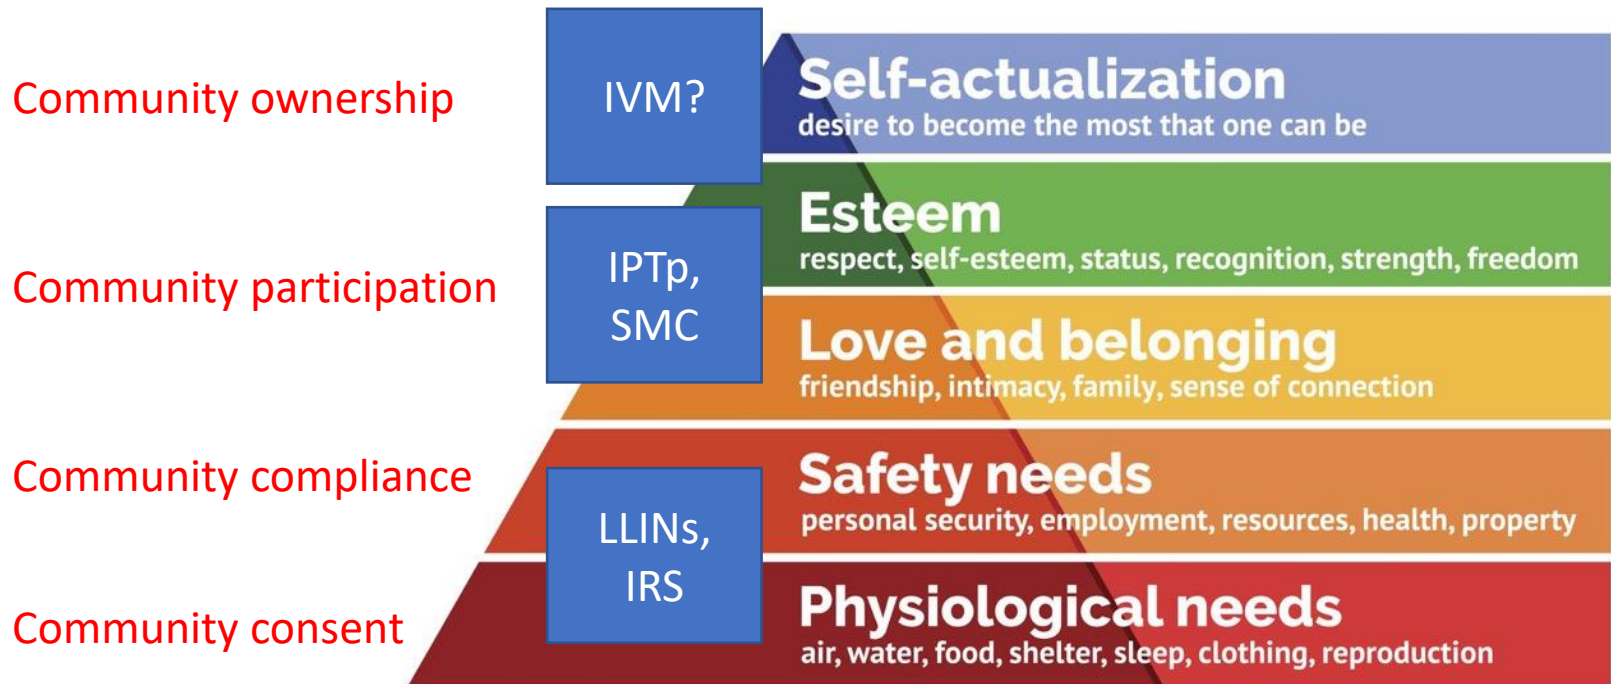 Community ownership
IVM?
Self-actualization
desire to become the most that one can be
Esteem
respect, self-esteem, status, recognition, strength, freedom
Community participation
IPTp,
SMC
Love and belonging
friendship, intimacy, family, sense of connection
Community compliance
Safety needs
personal security, employment, resources, health, property
LLINs,
IRS
Community consent
Physiological needs
air, water, food, shelter, sleep, clothing, reproduction